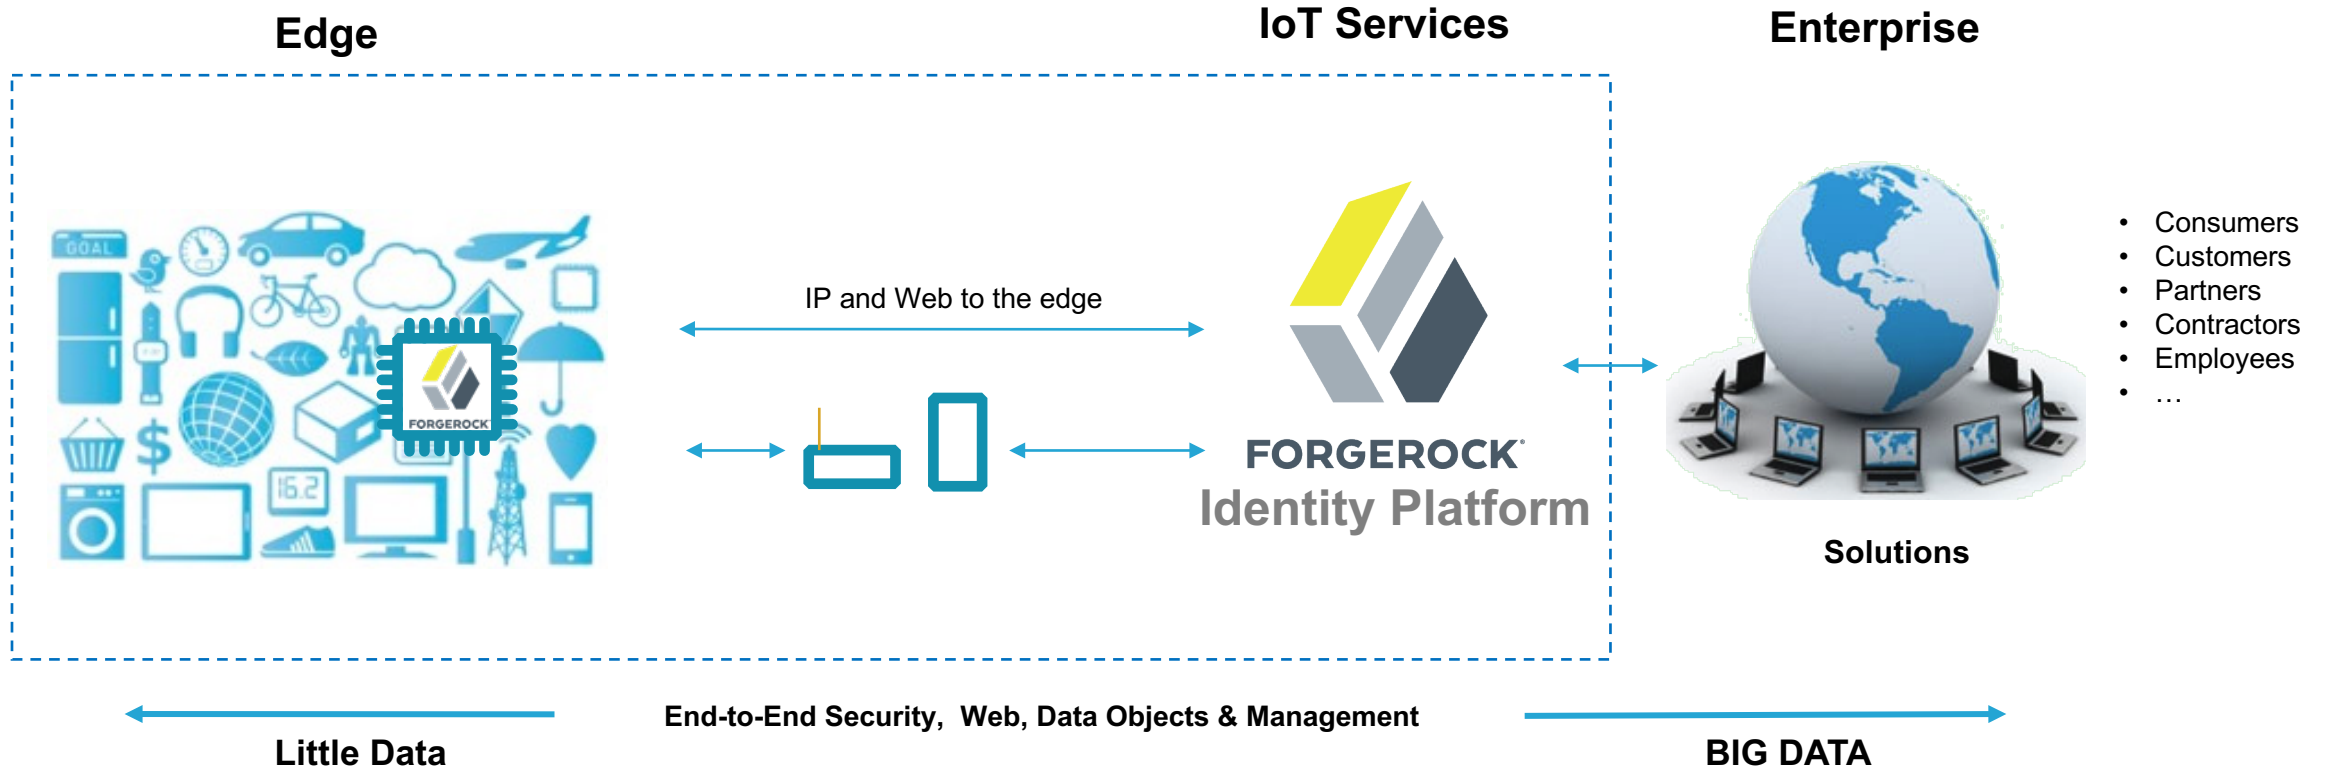 Edge
IoT Services
Enterprise
GOAL
16.2
FORGEROCK
IP and Web to the edge
FORGEROCK
Identity Platform
Solutions
• Consumers
• Customers
• Partners
• Contractors
• Employees
• …
End-to-End Security, Web, Data Objects & Management
Little Data
BIG DATA